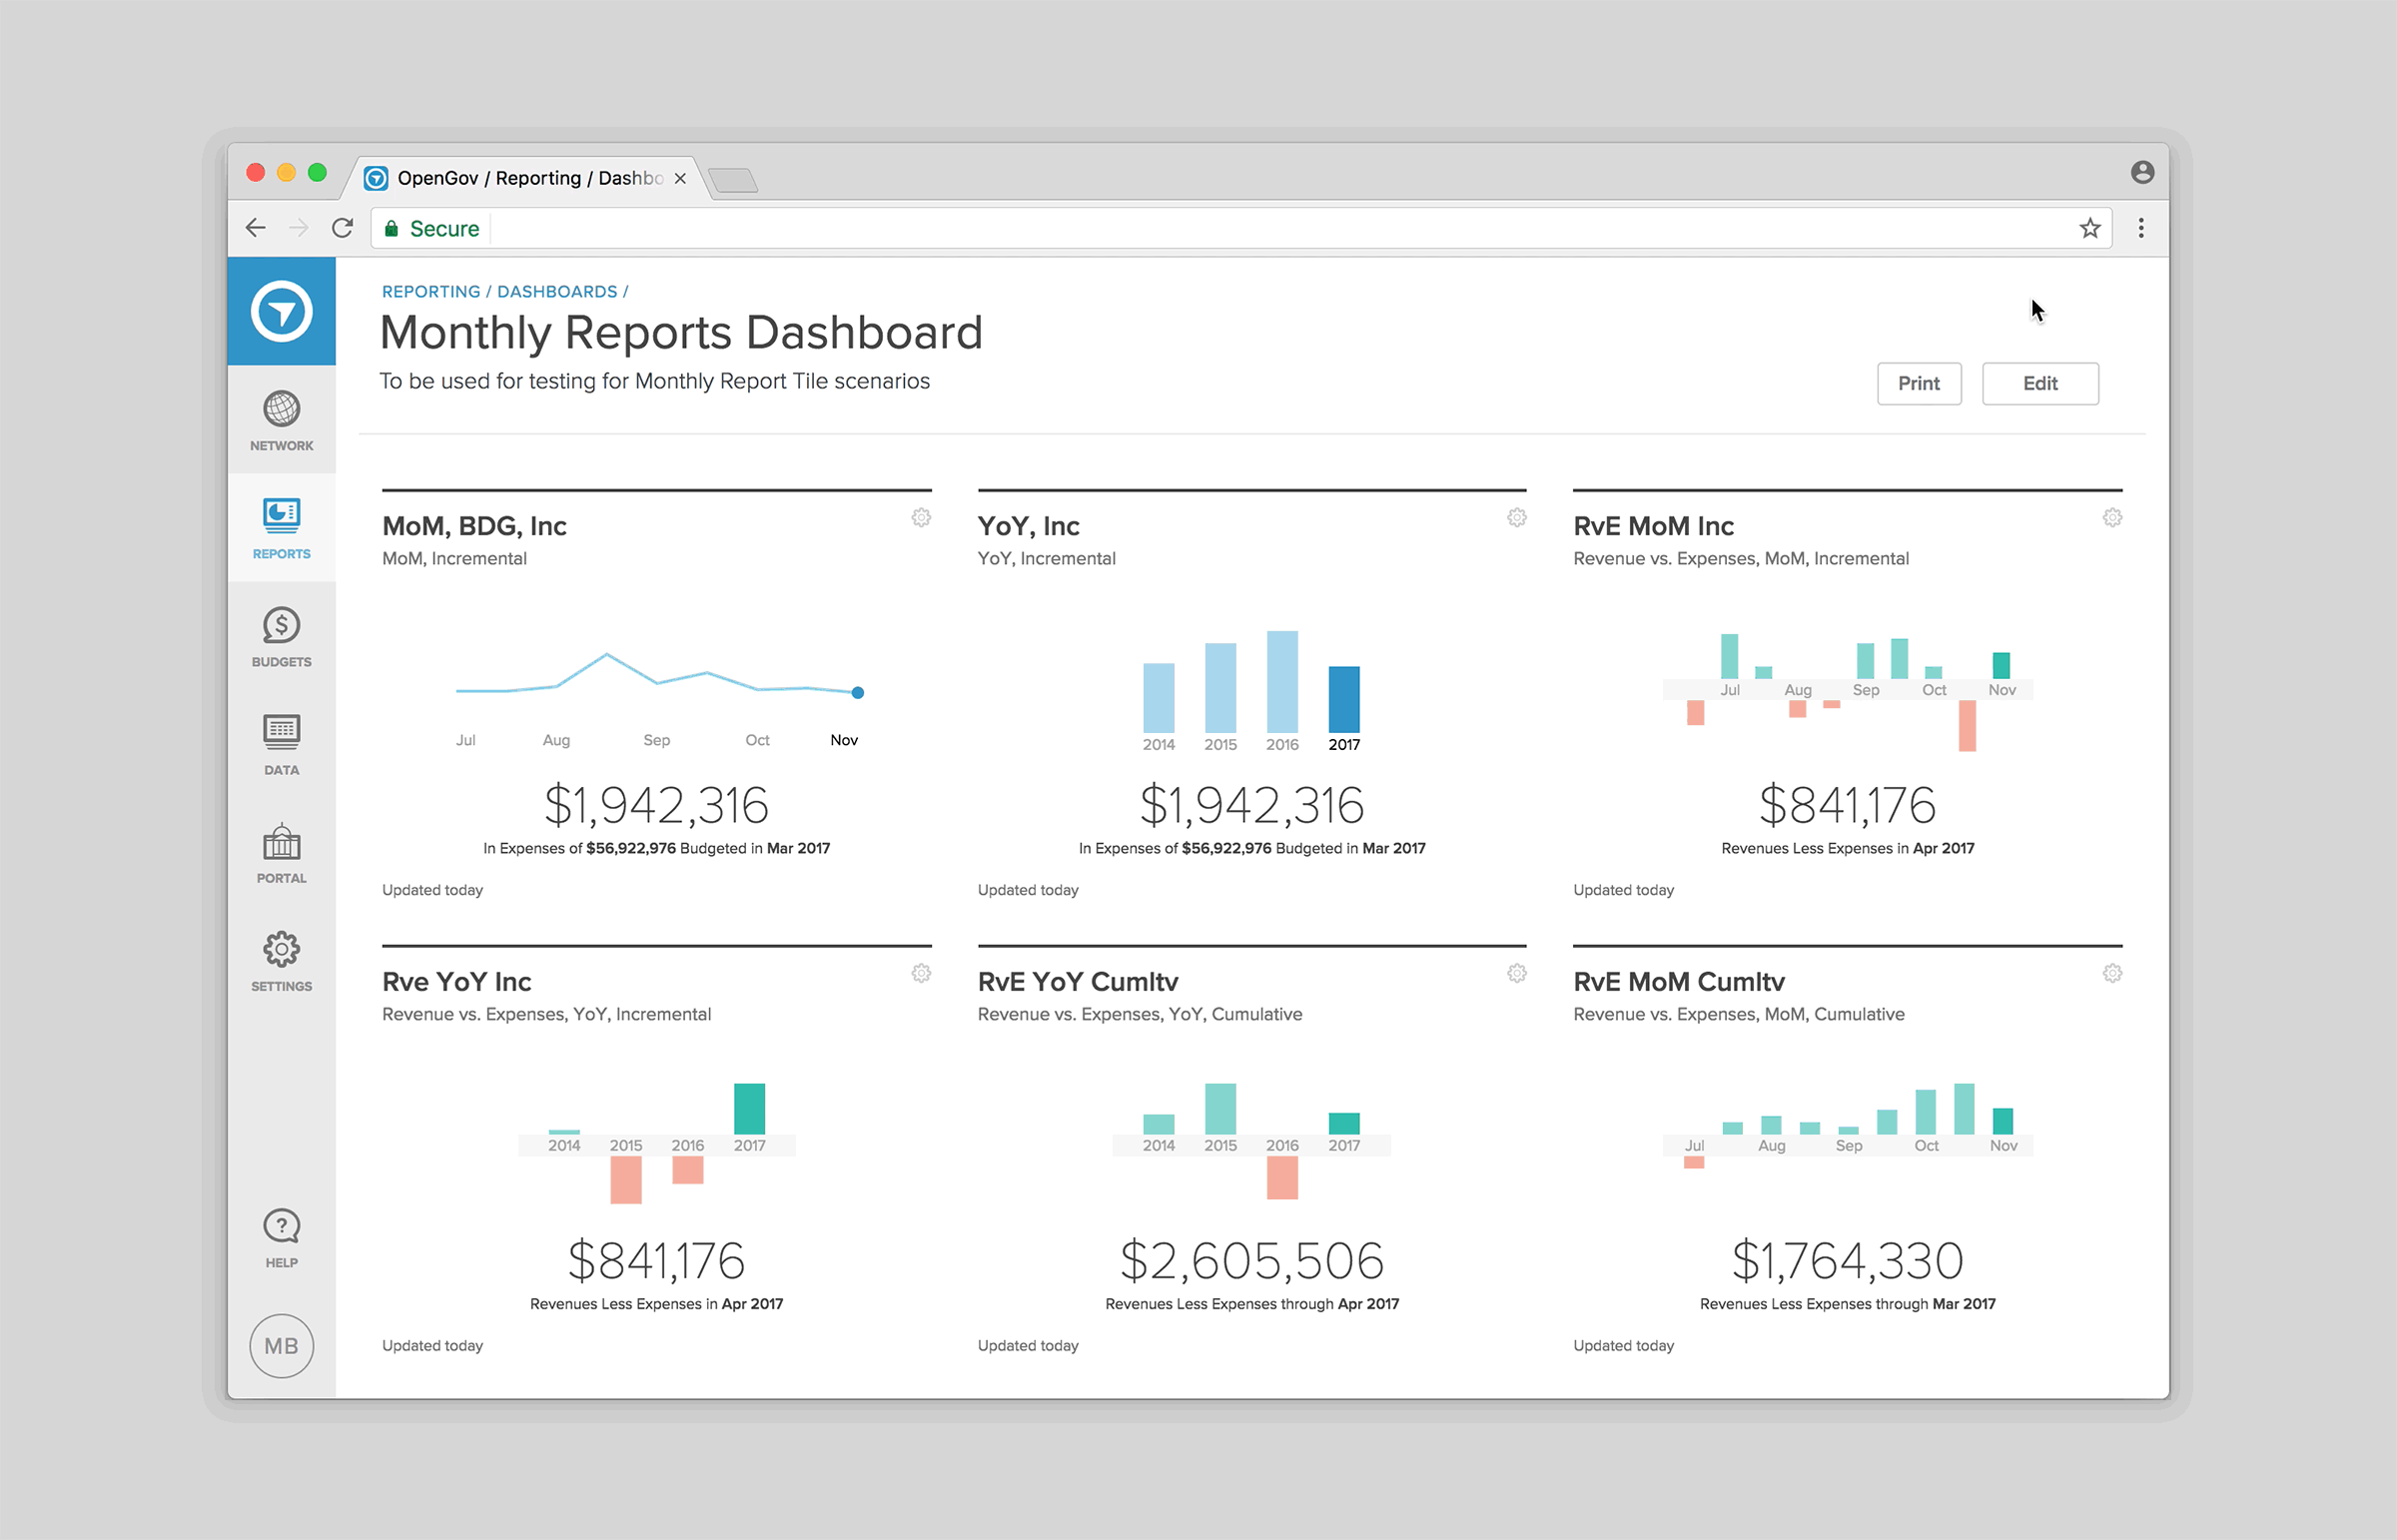 OpenGov / Reporting / Dashbo
Secure
REPORTING / DASHBOARDS /
Monthly Reports Dashboard
To be used for testing for Monthly Report Tile scenarios
Print
Edit
NETWORK
REPORTS
BUDGETS
DATA
PORTAL
SETTINGS
HELP
MB
MoM, BDG, Inc
MoM, Incremental
Jul Aug Sep Oct Nov
$1,942,316
In Expenses of $56,922,976 Budgeted in Mar 2017
Updated today
YoY, Inc
YoY, Incremental
2014 2015 2016 2017
$1,942,316
In Expenses of $56,922,976 Budgeted in Mar 2017
Updated today
RvE MoM Inc
Revenue vs. Expenses, MoM, Incremental
Jul Aug Sep Oct Nov
$841,176
Revenues Less Expenses in Apr 2017
Updated today
Rve YoY Inc
Revenue vs. Expenses, YoY, Incremental
2014 2015 2016 2017
$841,176
Revenues Less Expenses in Apr 2017
Updated today
RvE YoY Cumltv
Revenue vs. Expenses, YoY, Cumulative
2014 2015 2016 2017
$2,605,506
Revenues Less Expenses through Apr 2017
Updated today
RvE MoM Cumltv
Revenue vs. Expenses, MoM, Cumulative
Jul Aug Sep Oct Nov
$1,764,330
Revenues Less Expenses through Mar 2017
Updated today